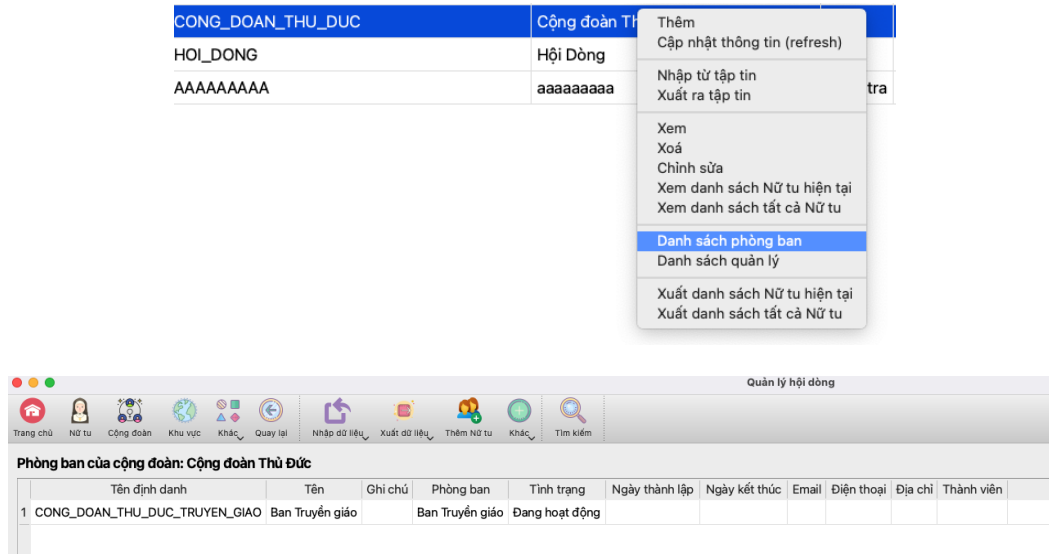 CONG_DOAN_THU_DUC Cộng đoàn Th
HOI_DONG Hội Dòng
AAAAAAAAA aaaaaaaaa tra
Thêm
Cập nhật thông tin (refresh)
Nhập từ tập tin
Xuất ra tập tin
Xem
Xoá
Chỉnh sửa
Xem danh sách Nữ tu hiện tại
Xem danh sách tất cả Nữ tu
Danh sách phòng ban
Danh sách quản lý
Xuất danh sách Nữ tu hiện tại
Xuất danh sách tất cả Nữ tu
Quản lý hội dòng
Trang chủ Nữ tu Cộng đoàn Khu vực Khác Quay lại Nhập dữ liệu Xuất dữ liệu Thêm Nữ tu Khác Tìm kiếm
Phòng ban của cộng đoàn: Cộng đoàn Thủ Đức
Tên định danh Tên Ghi chú Phòng ban Tình trạng Ngày thành lập Ngày kết thúc Email Điện thoại Địa chỉ Thành viên
1 CONG_DOAN_THU_DUC_TRUYEN_GIAO Ban Truyền giáo Ban Truyền giáo Đang hoạt động